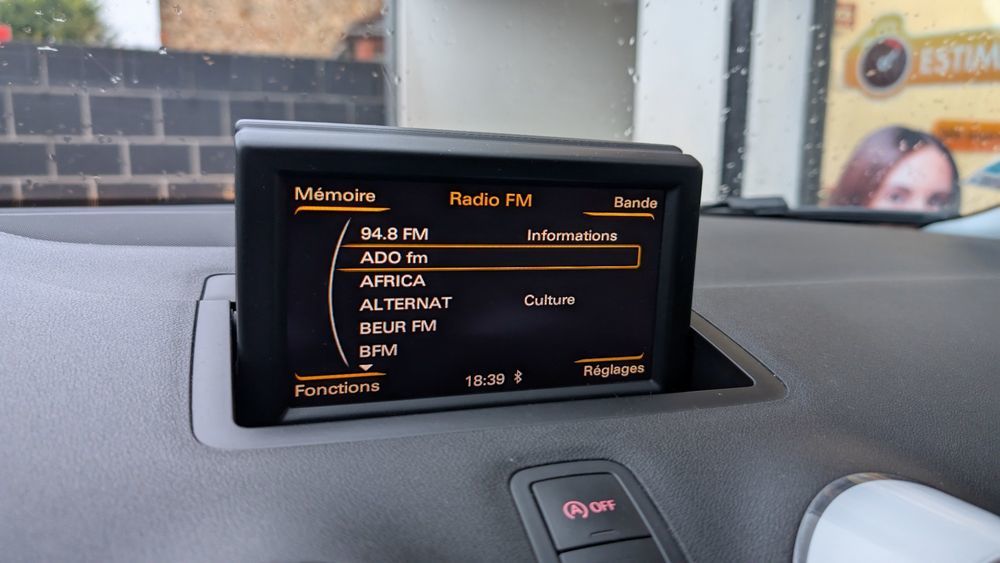 ESTIM
Mémoire
Radio FM
Bande
94.8 FM Informations
ADO fm
AFRICA
ALTERNAT Culture
BEUR FM
BFM
Fonctions
18:39
Réglages
A OFF